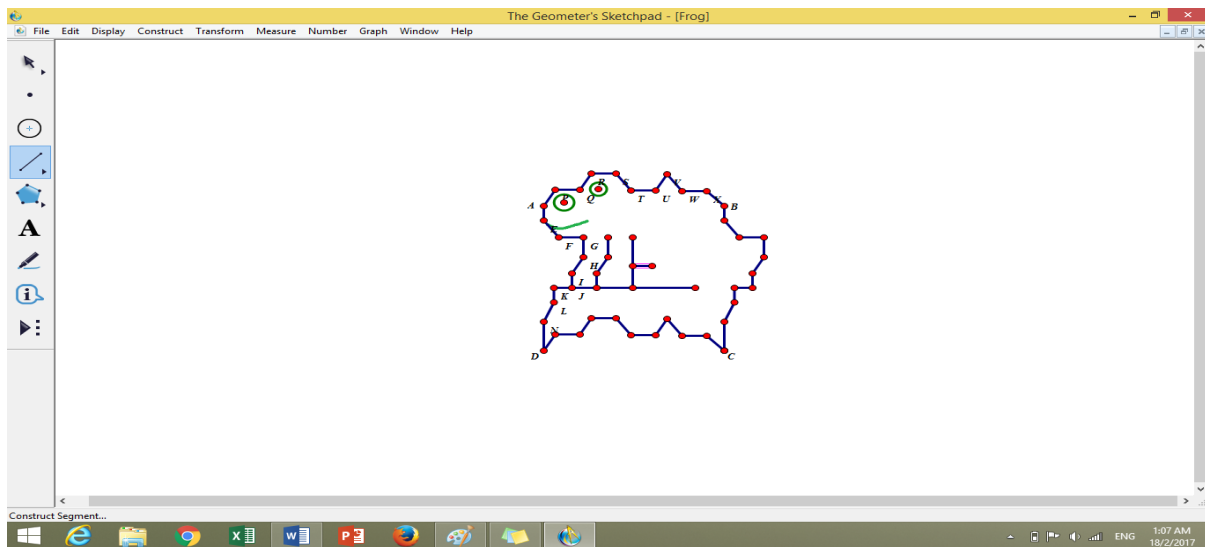 The Geometer's Sketchpad - [Frog]
File Edit Display Construct Transform Measure Number Graph Window Help
R S V
A P Q T U W X B
E
F G
H
I
K J
L
N
D C
A
Construct Segment...
ENG 1:07 AM
18/2/2017